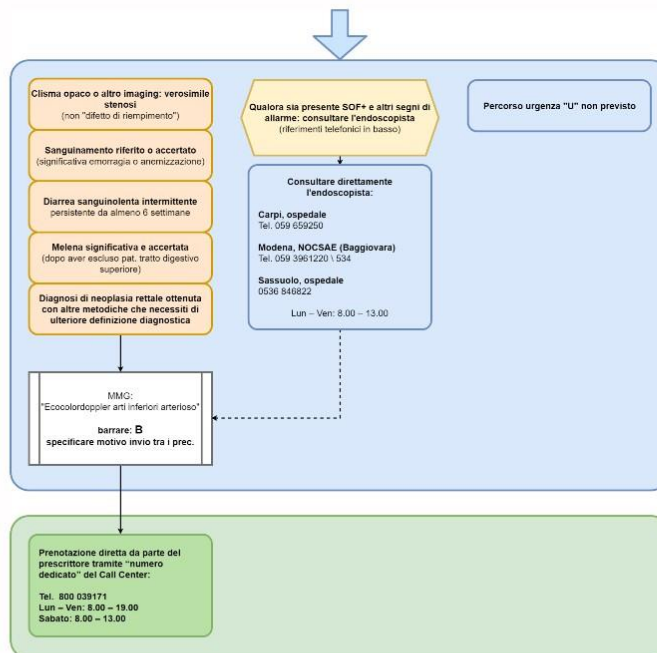 Clisma opaco o altro imaging: verosimile
stenosi
(non "difetto di riempimento")
Sanguinamento riferito o accertato
(significativa emorragia o anemizzazione)
Diarrea sanguinolenta intermittente
persistente da almeno 6 settimane
Melena significativa e accertata
(dopo aver escluso pat. tratto digestivo
superiore)
Diagnosi di neoplasia rettale ottenuta
con altre metodiche che necessiti di
ulteriore definizione diagnostica
Qualora sia presente SOF+ e altri segni di
allarme: consultare l'endoscopista
(riferimenti telefonici in basso)
Percorso urgenza "U" non previsto
Consultare direttamente
l'endoscopista:
Carpi, ospedale
Tel. 059 659250
Modena, NOCSAE (Baggiovara)
Tel. 059 3961220 \ 534
Sassuolo, ospedale
0536 846822
Lun – Ven: 8.00 – 13.00
MMG:
"Ecocolordoppler arti inferiori arterioso"
barrare: B
specificare motivo invio tra i prec.
Prenotazione diretta da parte del
prescrittore tramite “numero
dedicato” del Call Center:
Tel. 800 039171
Lun – Ven: 8.00 – 19.00
Sabato: 8.00 – 13.00